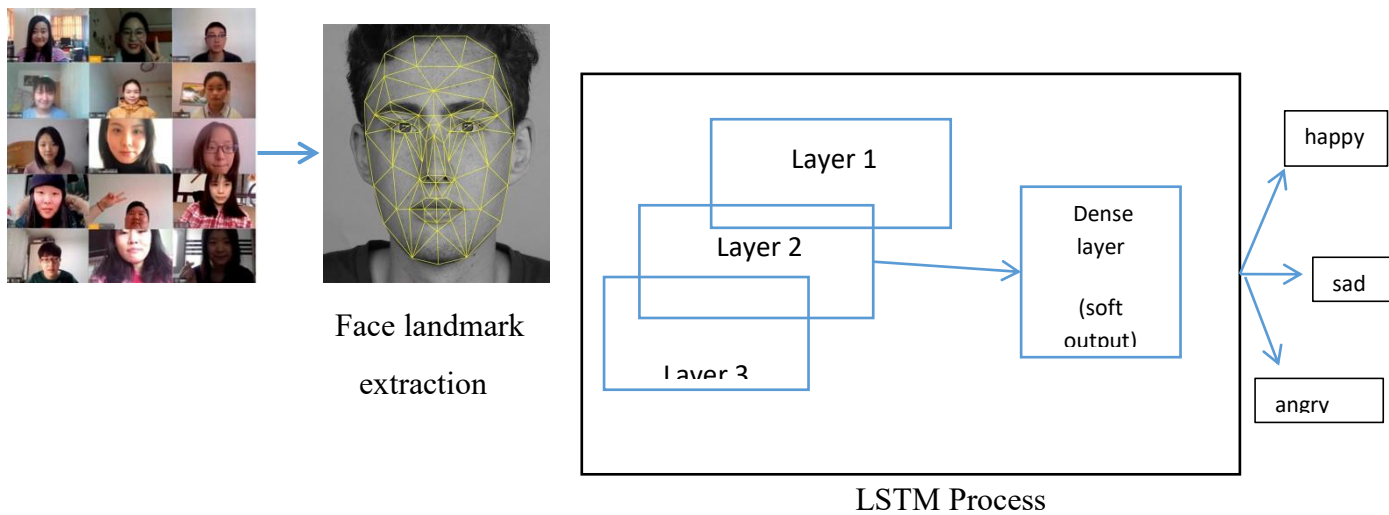 Face landmark
extraction
Layer 1
Layer 2
Layer 3
Dense
layer
(soft
output)
LSTM Process
happy
sad
angry